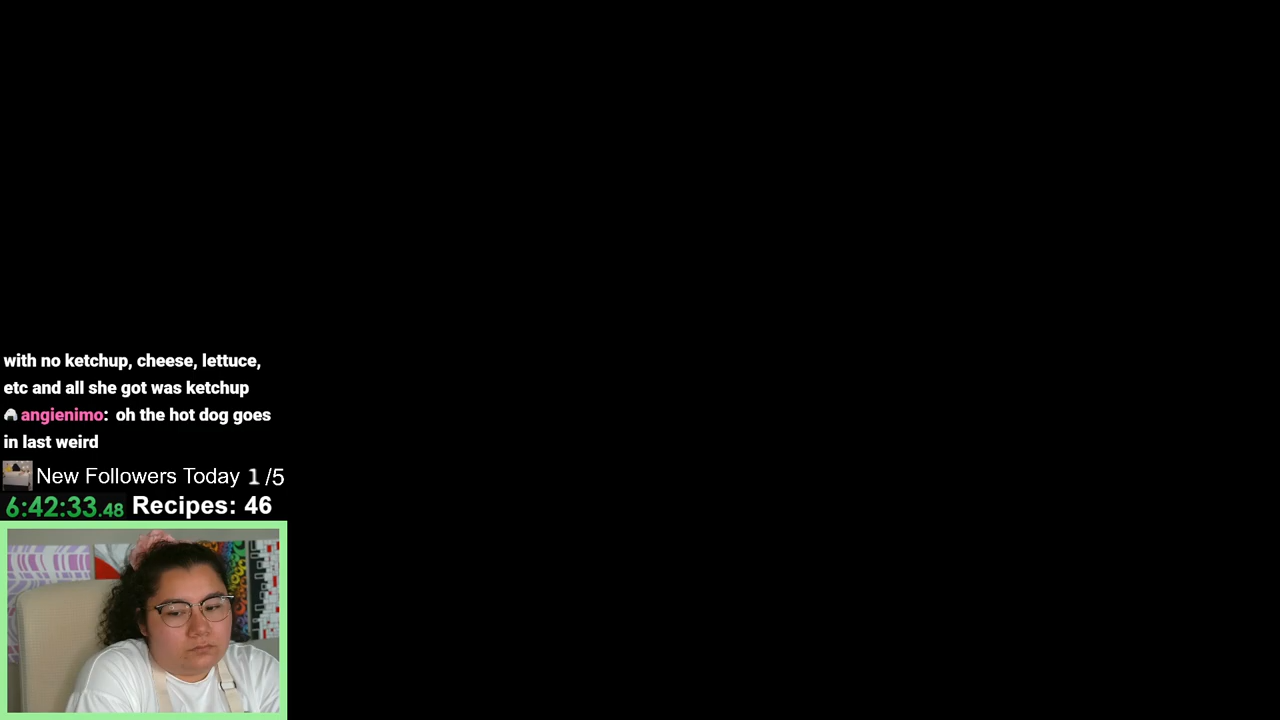 with no ketchup, cheese, lettuce,
etc and all she got was ketchup
angienimo: oh the hot dog goes
in last weird
New Followers Today 1 /5
6:42:33.48 Recipes: 46